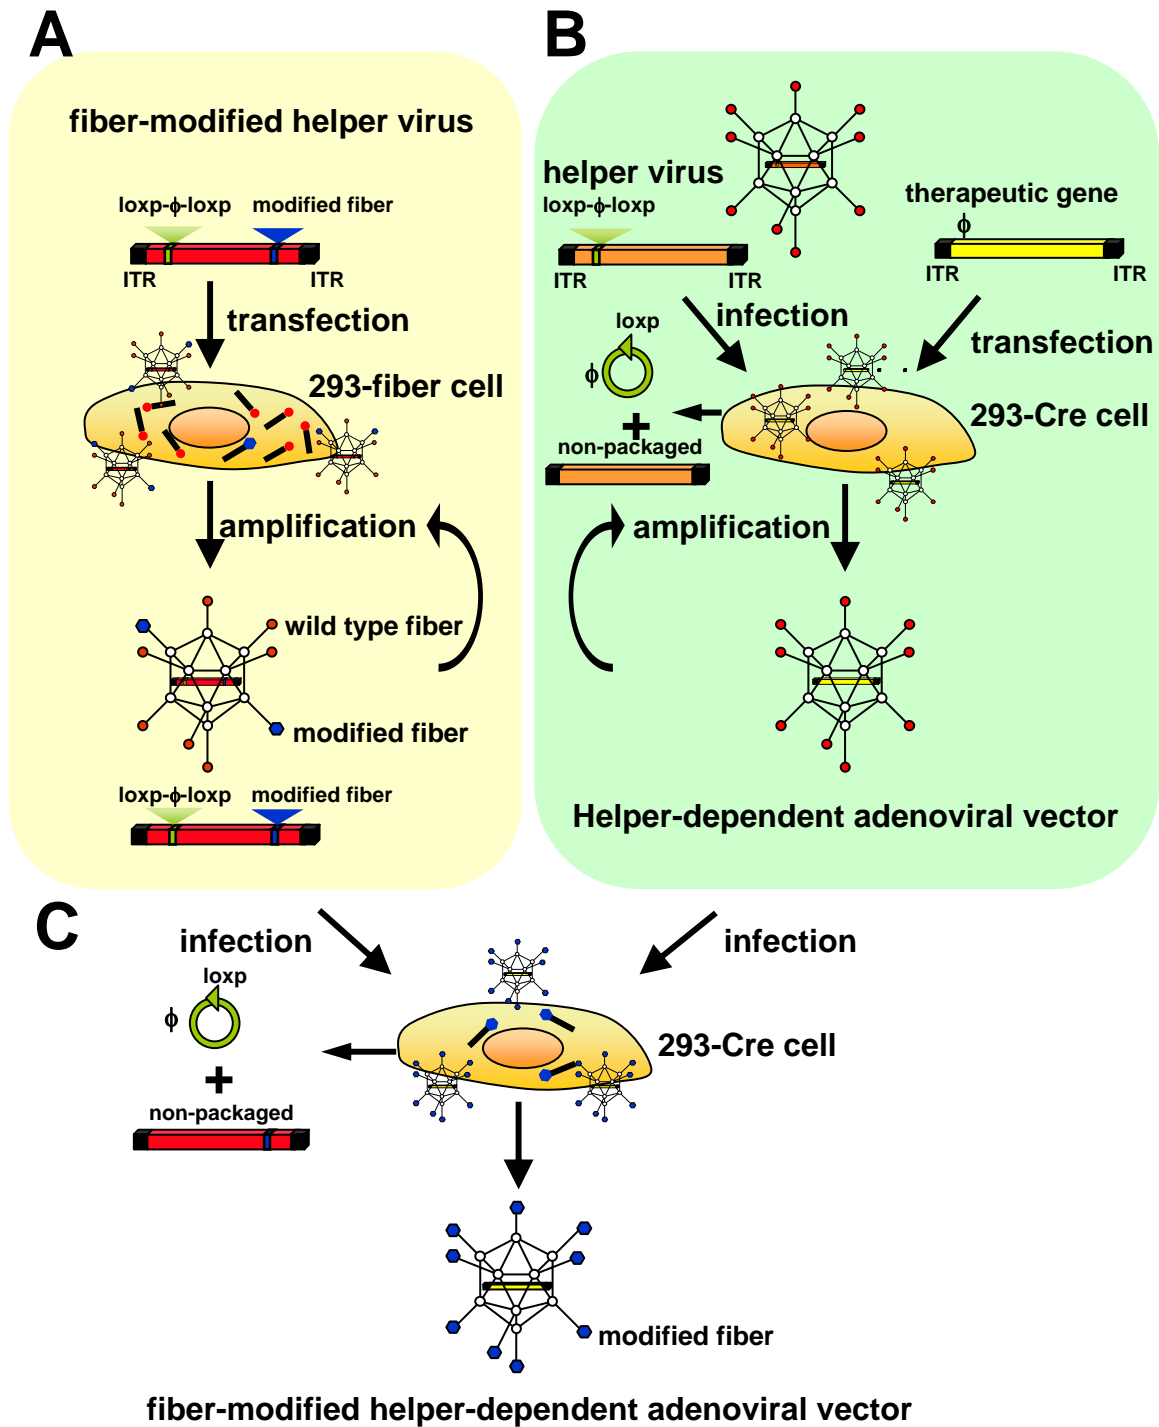 A
fiber-modified helper virus
loxp-ϕ-loxp
modified fiber
ITR
ITR
transfection
293-fiber cell
amplification
wild type fiber
modified fiber
loxp-ϕ-loxp
modified fiber
B
helper virus
loxp-ϕ-loxp
ITR
ITR
therapeutic gene
ϕ
ITR
ITR
infection
transfection
loxp
ϕ
+
non-packaged
293-Cre cell
amplification
Helper-dependent adenoviral vector
C
infection
infection
loxp
ϕ
+
non-packaged
293-Cre cell
modified fiber
fiber-modified helper-dependent adenoviral vector